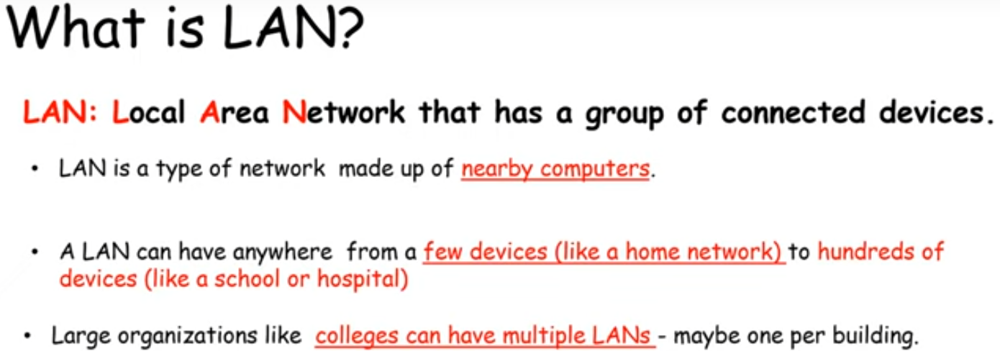 What is LAN?
LAN: Local Area Network that has a group of connected devices.
• LAN is a type of network made up of nearby computers.
• A LAN can have anywhere from a few devices (like a home network) to hundreds of
devices (like a school or hospital)
• Large organizations like colleges can have multiple LANs - maybe one per building.